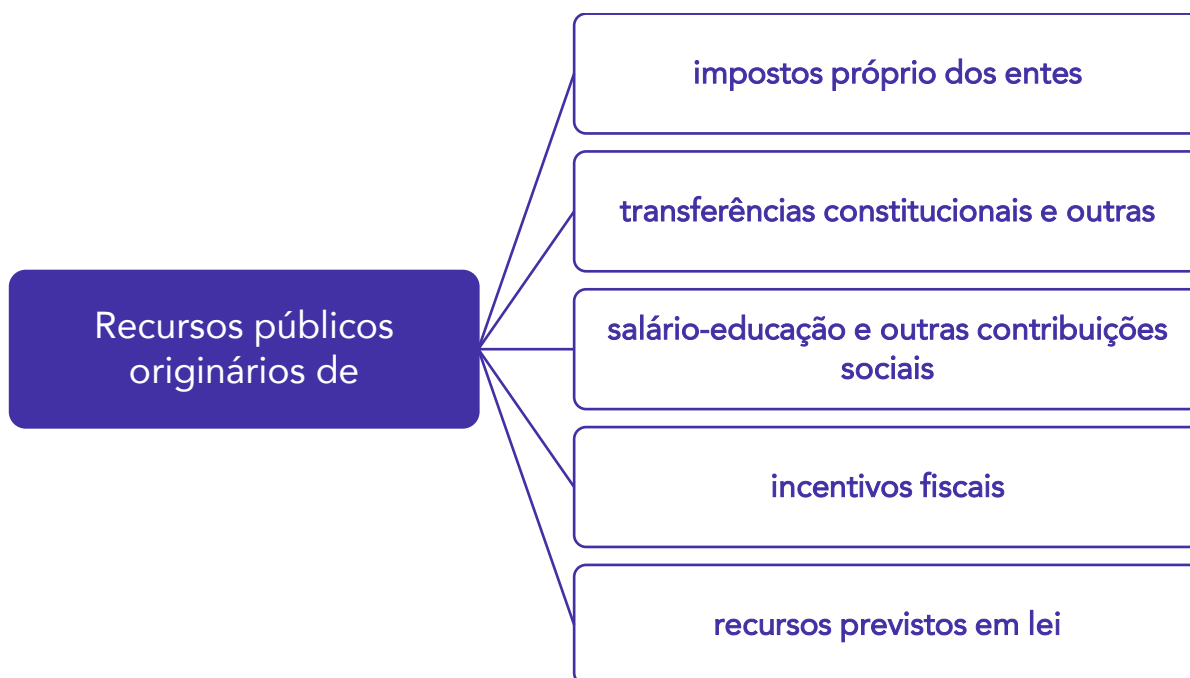 Recursos públicos
originários de
impostos próprio dos entes
transferências constitucionais e outras
salário-educação e outras contribuições
sociais
incentivos fiscais
recursos previstos em lei